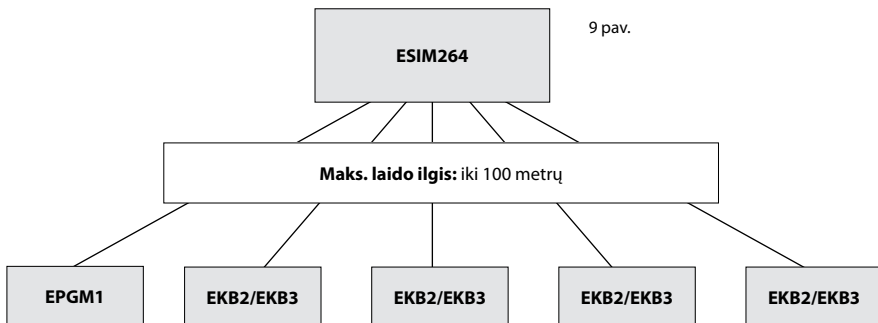 9 pav.
ESIM264
Maks. laido ilgis: iki 100 metrų
EPGM1 EKB2/EKB3 EKB2/EKB3 EKB2/EKB3 EKB2/EKB3